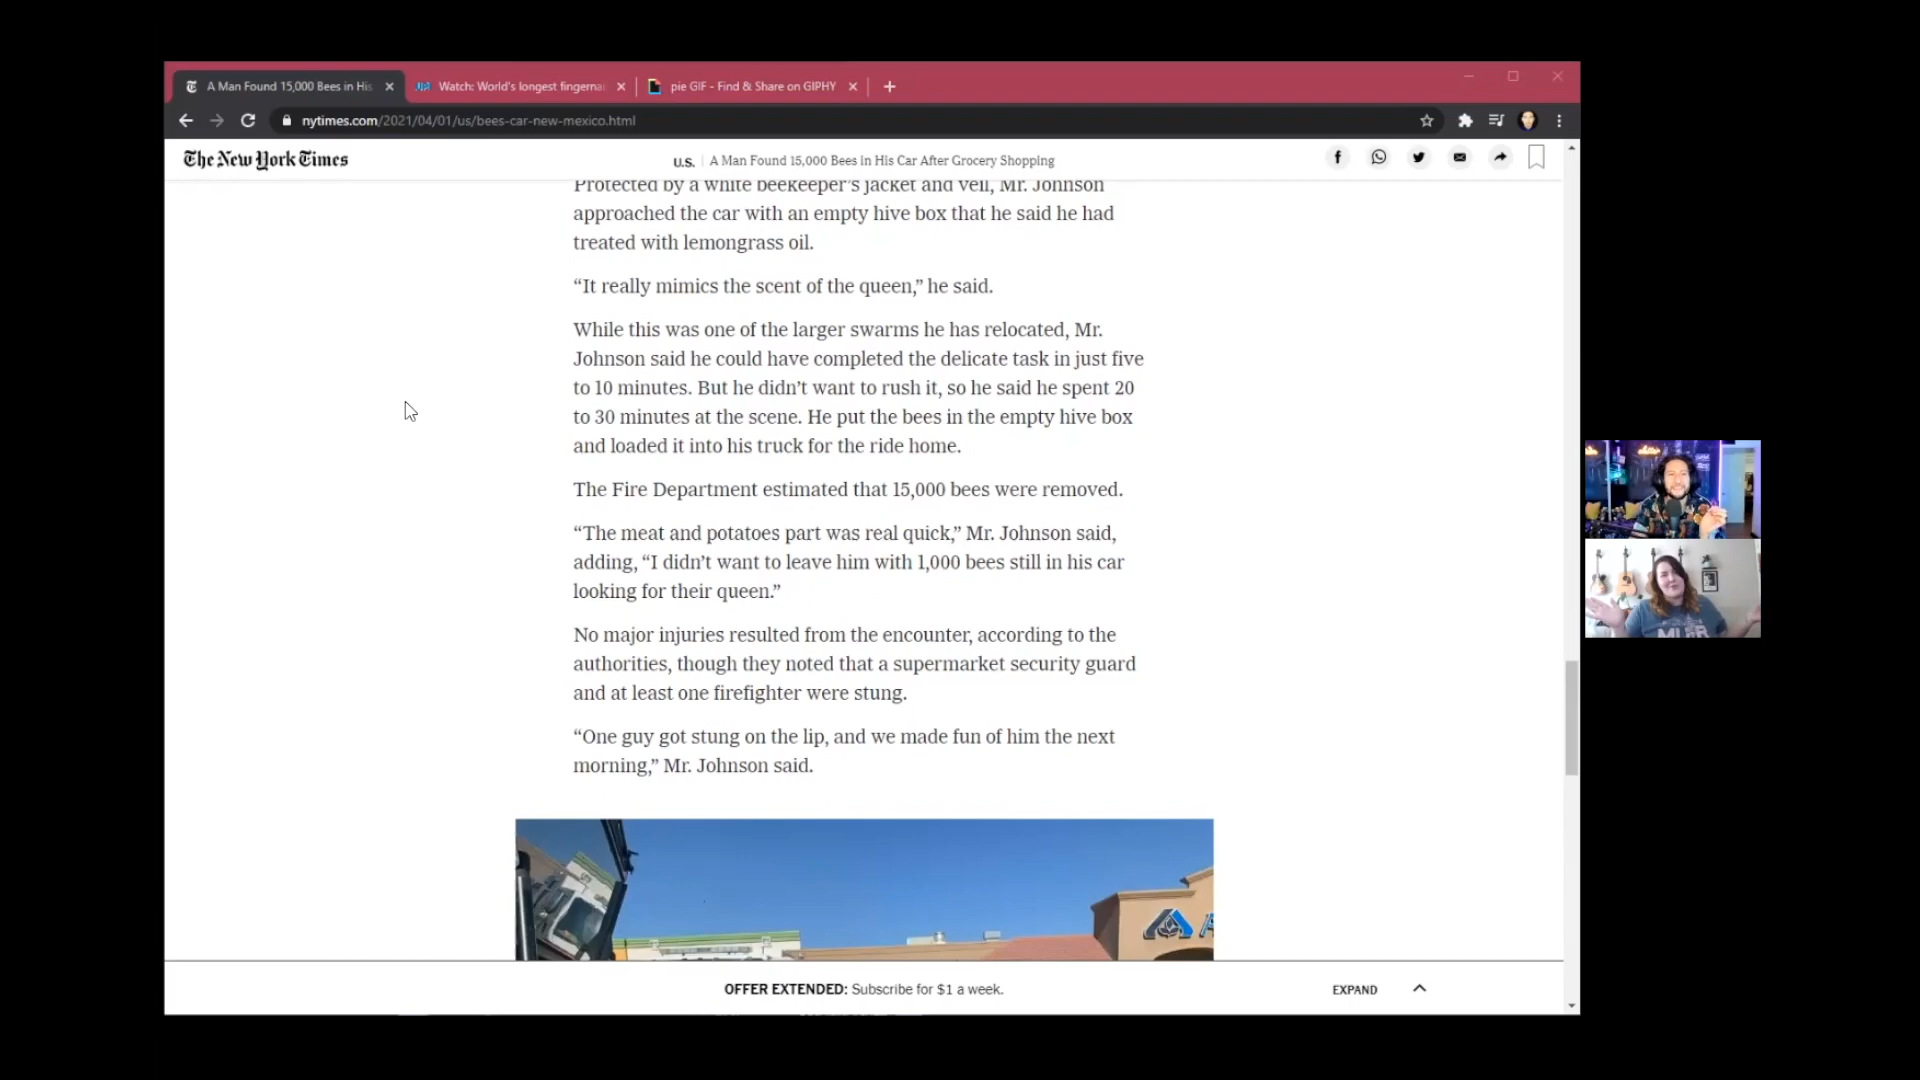 A Man Found 15,000 Bees in His
Watch: World's longest fingerna
pie GIF - Find & Share on GIPHY
nytimes.com/2021/04/01/us/bees-car-new-mexico.html
The New York Times
U.S. | A Man Found 15,000 Bees in His Car After Grocery Shopping
Protected by a white beekeeper's jacket and veil, Mr. Johnson
approached the car with an empty hive box that he said he had
treated with lemongrass oil.
“It really mimics the scent of the queen,” he said.
While this was one of the larger swarms he has relocated, Mr.
Johnson said he could have completed the delicate task in just five
to 10 minutes. But he didn’t want to rush it, so he said he spent 20
to 30 minutes at the scene. He put the bees in the empty hive box
and loaded it into his truck for the ride home.
The Fire Department estimated that 15,000 bees were removed.
“The meat and potatoes part was real quick,” Mr. Johnson said,
adding, “I didn’t want to leave him with 1,000 bees still in his car
looking for their queen.”
No major injuries resulted from the encounter, according to the
authorities, though they noted that a supermarket security guard
and at least one firefighter were stung.
“One guy got stung on the lip, and we made fun of him the next
morning,” Mr. Johnson said.
OFFER EXTENDED: Subscribe for $1 a week.
EXPAND